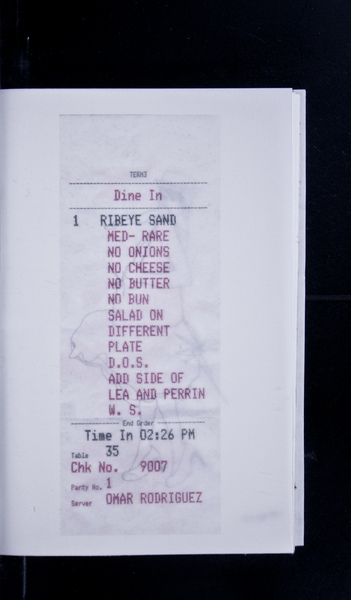 TERM3
Dine In
1 RIBEYE SAND
MED- RARE
NO ONIONS
NO CHEESE
NO BUTTER
NO BUN
SALAD ON
DIFFERENT
PLATE
D.O.S.
ADD SIDE OF
LEA AND PERRIN
W. S.
End Order
Time In 02:26 PM
Table 35
Chk No. 9007
Party No. 1
Server OMAR RODRIGUEZ